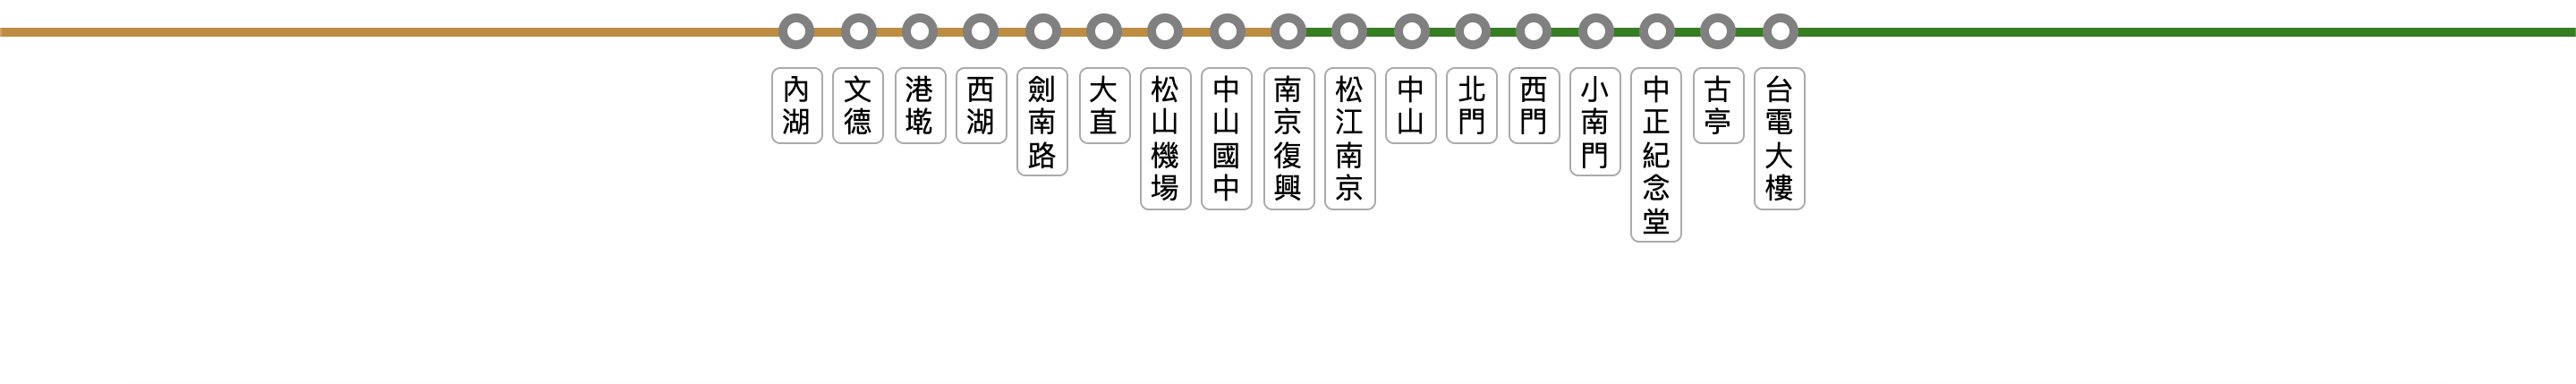 內湖
文德
港墘
西湖
劍南路
大直
松山機場
中山國中
南京復興
松江南京
中山
北門
西門
小南門
中正紀念堂
古亭
台電大樓